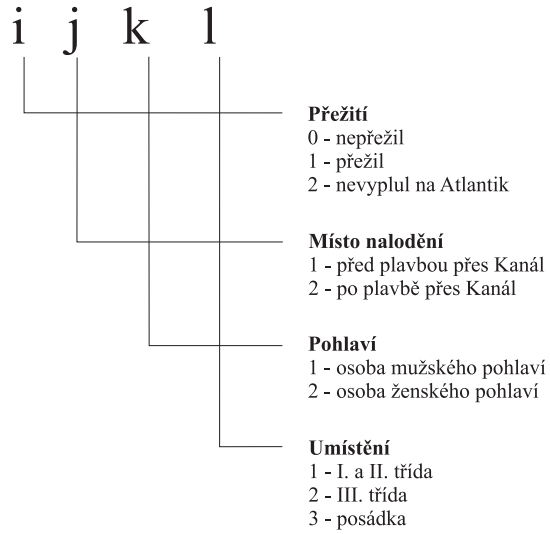 i j k l
Přežití
0 - nepřežil
1 - přežil
2 - nevyplul na Atlantik
Místo nalodění
1 - před plavbou přes Kanál
2 - po plavbě přes Kanál
Pohlaví
1 - osoba mužského pohlaví
2 - osoba ženského pohlaví
Umístění
1 - I. a II. třída
2 - III. třída
3 - posádka